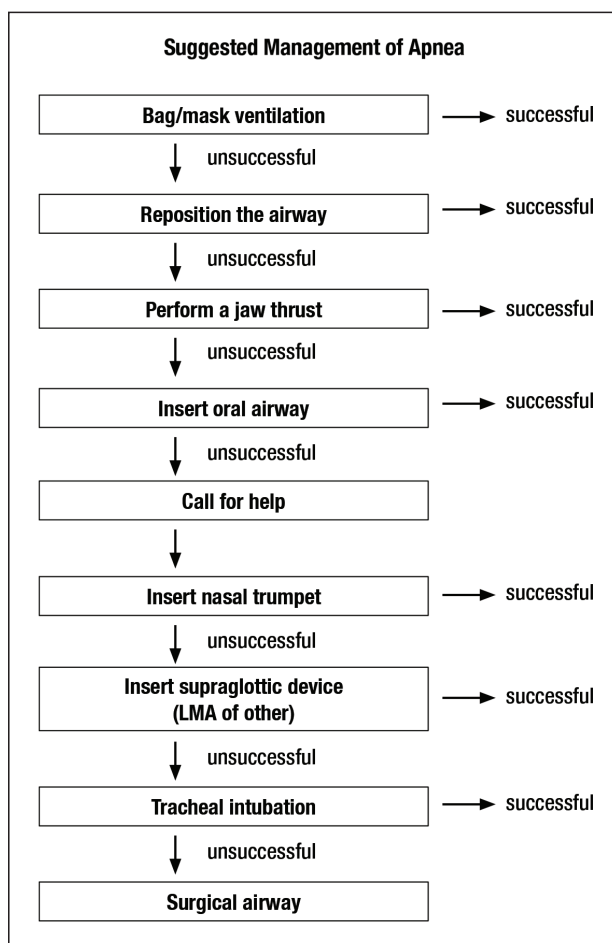 Suggested Management of Apnea
Bag/mask ventilation
successful
unsuccessful
Reposition the airway
successful
unsuccessful
Perform a jaw thrust
successful
unsuccessful
Insert oral airway
successful
unsuccessful
Call for help
Insert nasal trumpet
successful
unsuccessful
Insert supraglottic device
(LMA of other)
successful
unsuccessful
Tracheal intubation
successful
unsuccessful
Surgical airway